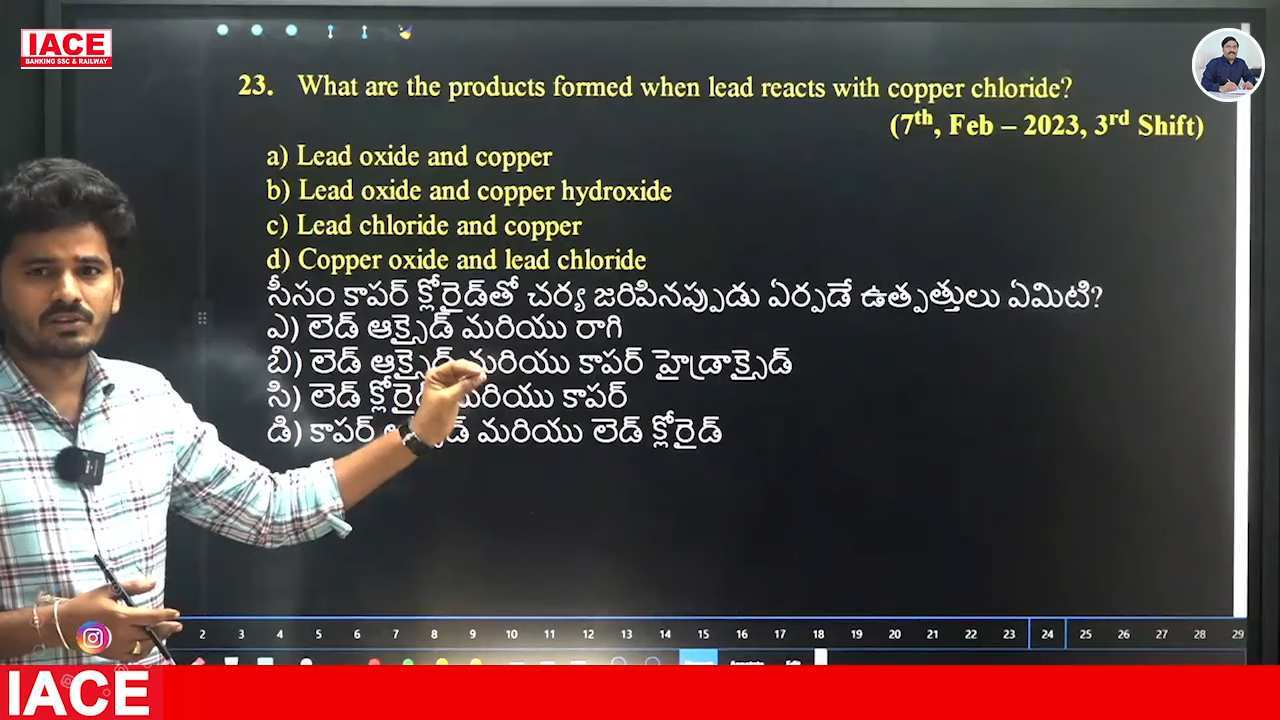 IACE
BANKING SSC & RAILWAY
23. What are the products formed when lead reacts with copper chloride?
(7th, Feb – 2023, 3rd Shift)
a) Lead oxide and copper
b) Lead oxide and copper hydroxide
c) Lead chloride and copper
d) Copper oxide and lead chloride
సీసం కాపర్ క్లోరైడ్‌తో చర్య జరిపినప్పుడు ఏర్పడే ఉత్పత్తులు ఏమిటి?
ఎ) లెడ్ ఆక్సైడ్ మరియు రాగి
బి) లెడ్ ఆక్సైడ్ మరియు కాపర్ హైడ్రాక్సైడ్
సి) లెడ్ క్లోరైడ్ మరియు కాపర్
డి) కాపర్ మరియు లెడ్ క్లోరైడ్
2 3 4 5 6 7 8 9 10 11 12 13 14 15 16 17 18 19 20 21 22 23 24 25 26 27 28 29
IACE